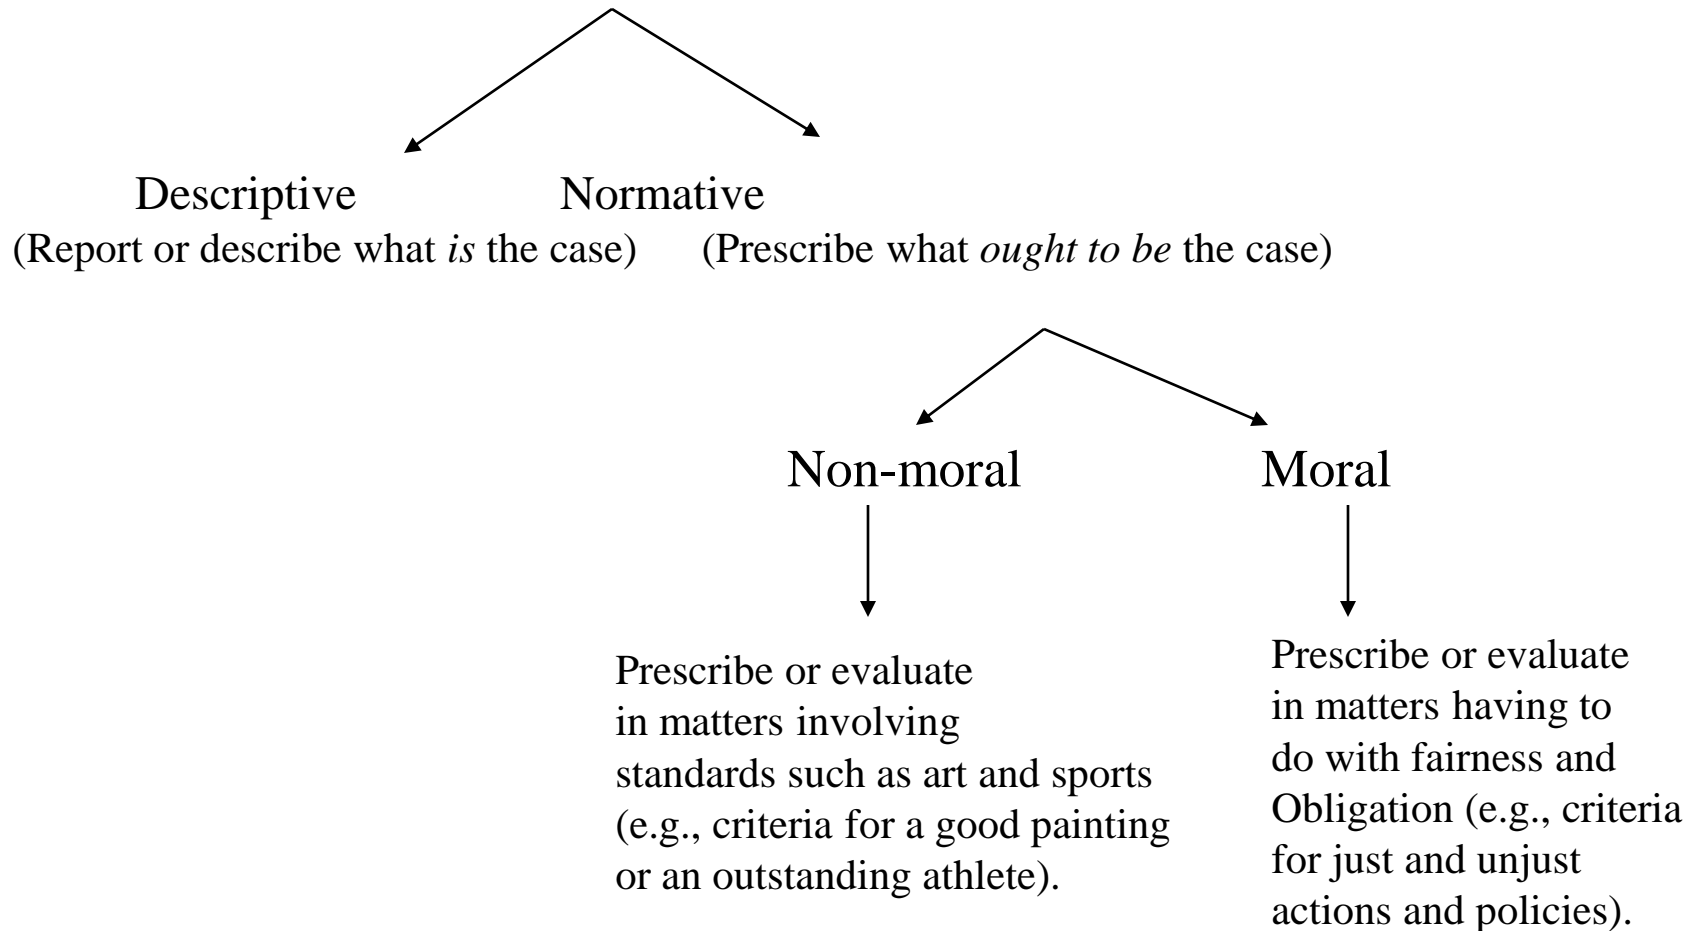 Descriptive Normative
(Report or describe what is the case) (Prescribe what ought to be the case)
Non-moral Moral
Prescribe or evaluate
in matters involving
standards such as art and sports
(e.g., criteria for a good painting
or an outstanding athlete).
Prescribe or evaluate
in matters having to
do with fairness and
Obligation (e.g., criteria
for just and unjust
actions and policies).